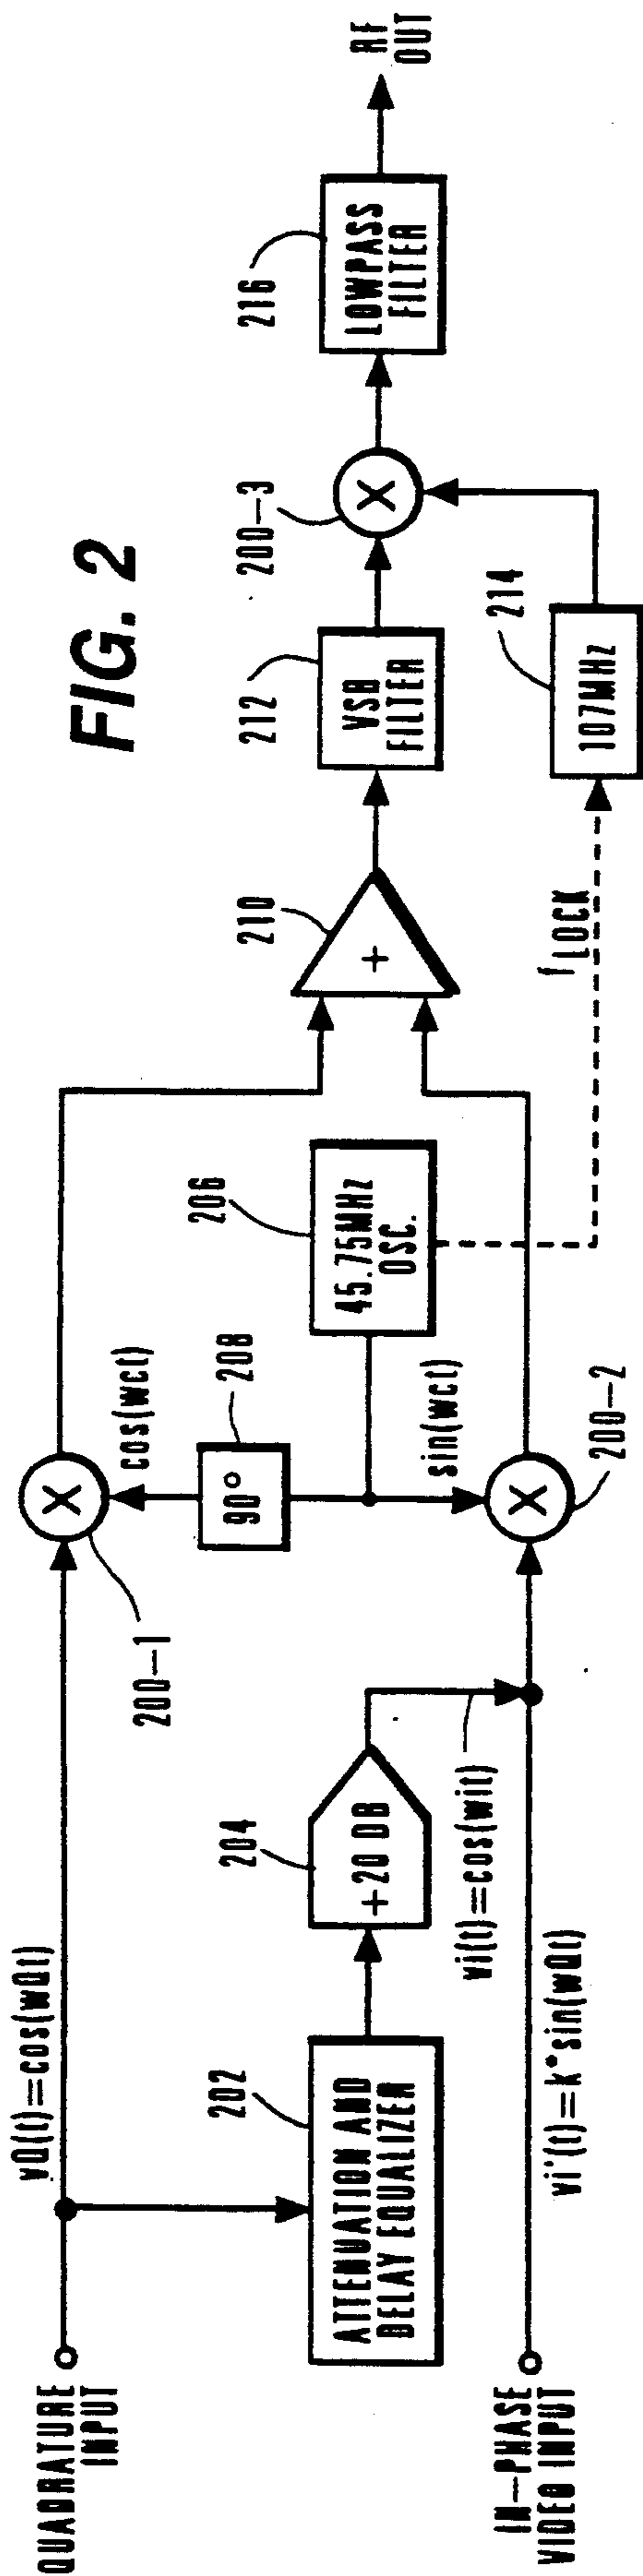 FIG. 2
QUADRATURE
INPUT
vQ(t)=cos(wQt)
200-1
cos(wct)
202
ATTENUATION AND
DELAY EQUALIZER
204
+20 DB
vi(t)=cos(wit)
208
90°
206
45.75MHz
OSC.
sin(wct)
IN-PHASE
VIDEO INPUT
vi'(t)=k*sin(wQt)
200-2
210
+
fLOCK
212
VSB
FILTER
200-3
X
X
X
214
107MHz
216
LOWPASS
FILTER
RF
OUT